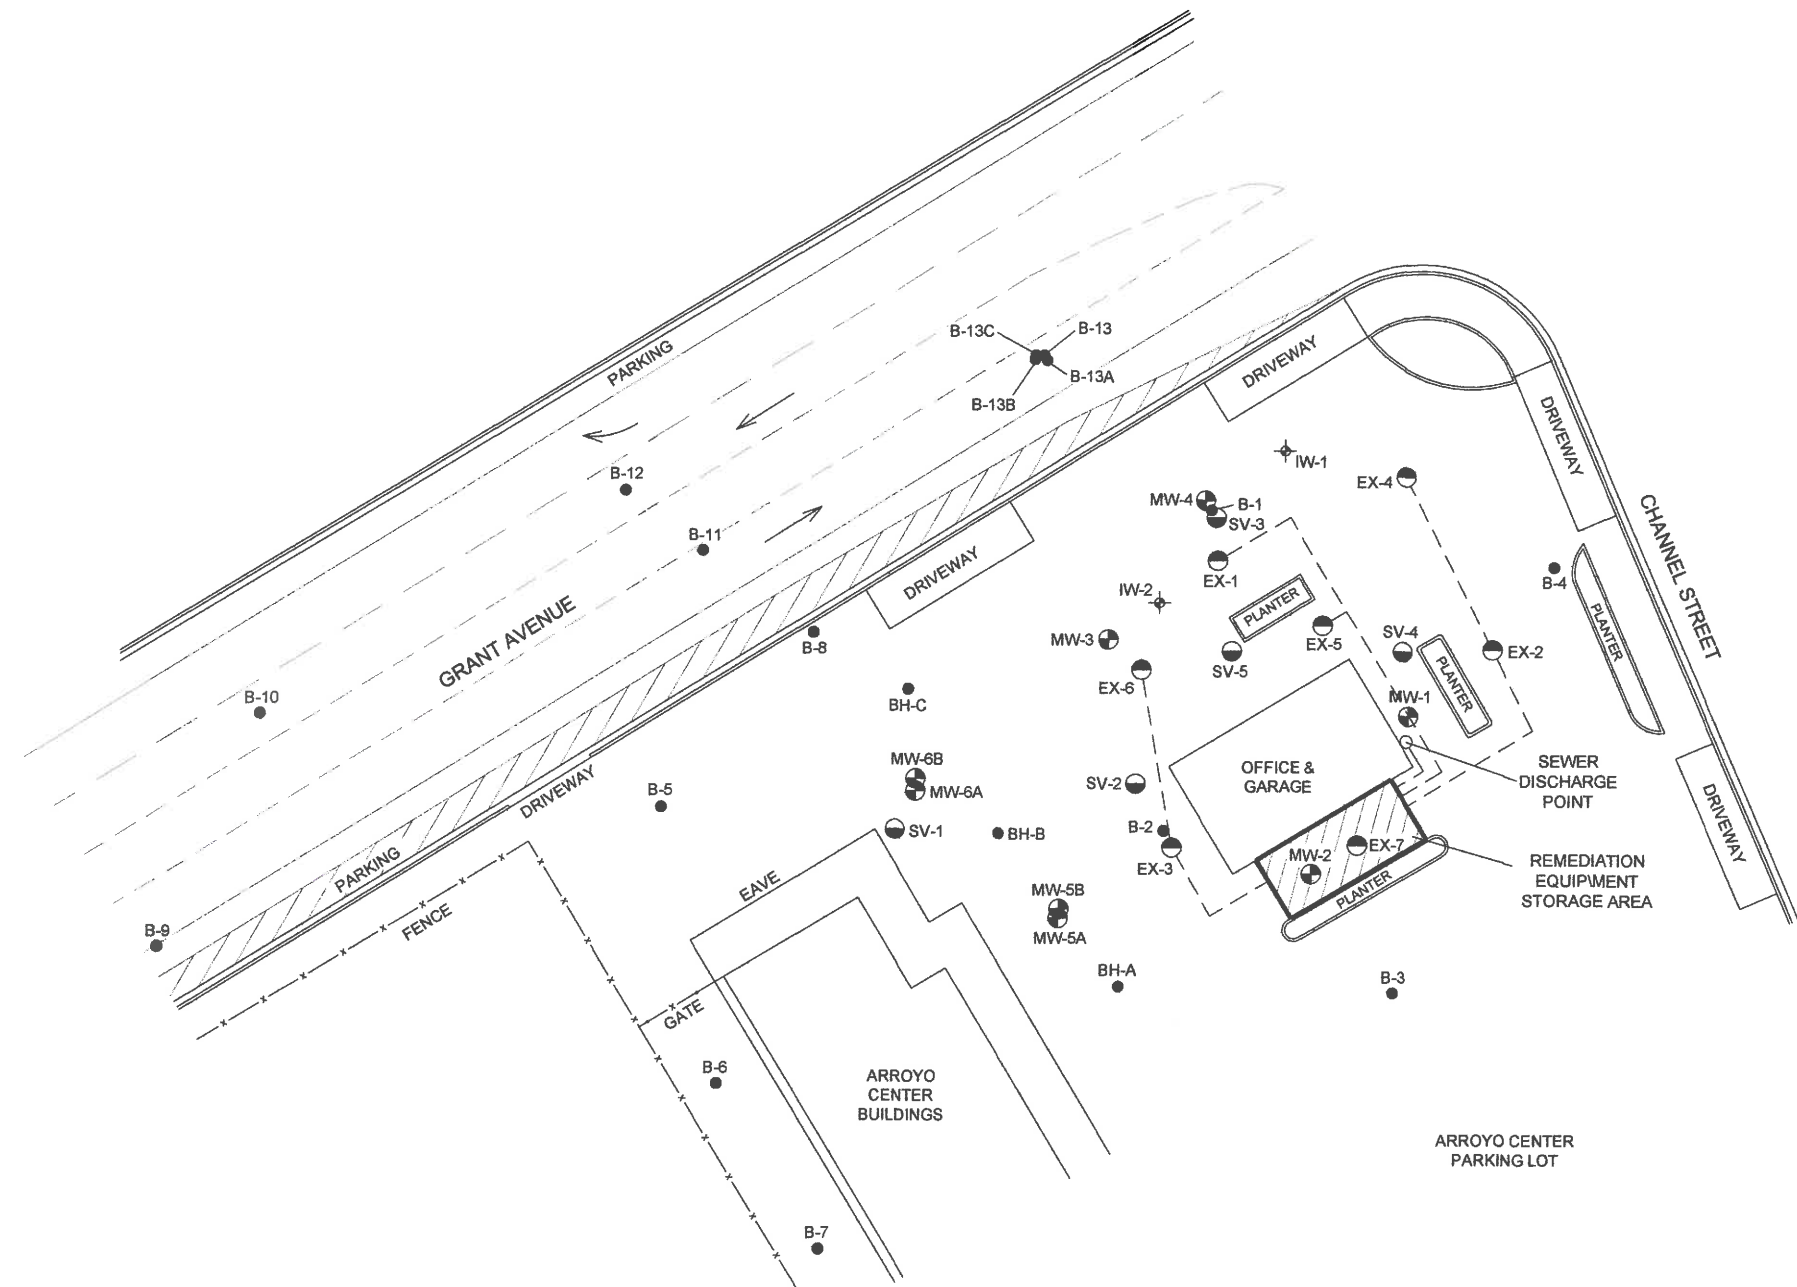 PARKING
B-13C
B-13
B-13A
B-13B
DRIVEWAY
DRIVEWAY
CHANNEL STREET
IW-1
EX-4
MW-4
B-1
SV-3
B-12
B-11
EX-1
B-4
DRIVEWAY
GRANT AVENUE
IW-2
PLANTER
PLANTER
MW-3
B-8
EX-5
SV-4
SV-5
EX-2
EX-6
PLANTER
B-10
BH-C
MW-1
MW-6B
MW-6A
B-5
DRIVEWAY
SV-2
OFFICE &
GARAGE
SEWER
DISCHARGE
POINT
DRIVEWAY
SV-1
BH-B
B-2
EX-3
MW-2
EX-7
PLANTER
REMEDIATION
EQUIPMENT
STORAGE AREA
PARKING
EAVE
FENCE
MW-5B
MW-5A
B-9
BH-A
B-3
GATE
B-6
ARROYO
CENTER
BUILDINGS
ARROYO CENTER
PARKING LOT
B-7